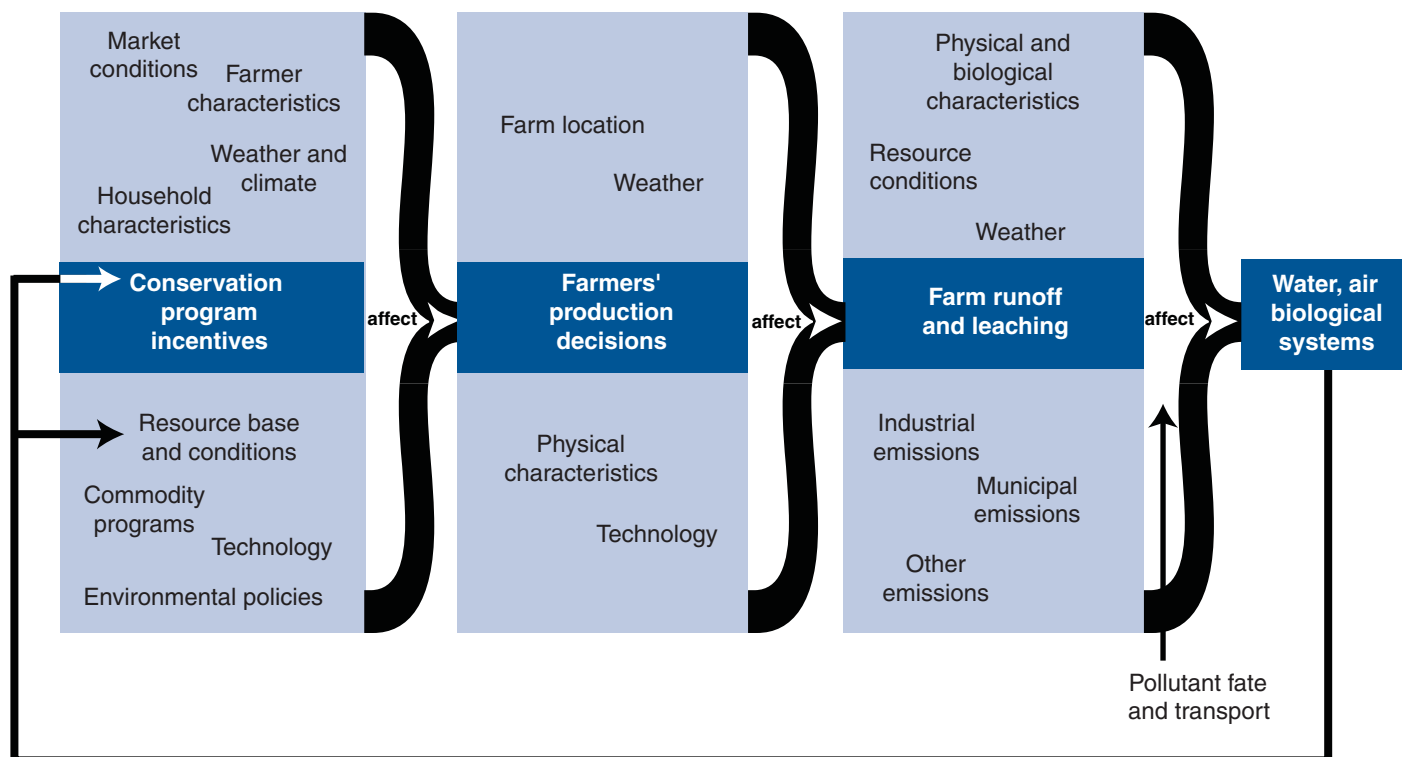 Market
conditions
Farmer
characteristics
Weather and
climate
Household
characteristics
Conservation
program
incentives
Resource base
and conditions
Commodity
programs
Technology
Environmental policies
affect
Farm location
Weather
Farmers'
production
decisions
Physical
characteristics
Technology
affect
Physical and
biological
characteristics
Resource
conditions
Weather
Farm runoff
and leaching
Industrial
emissions
Municipal
emissions
Other
emissions
affect
Pollutant fate
and transport
Water, air
biological
systems